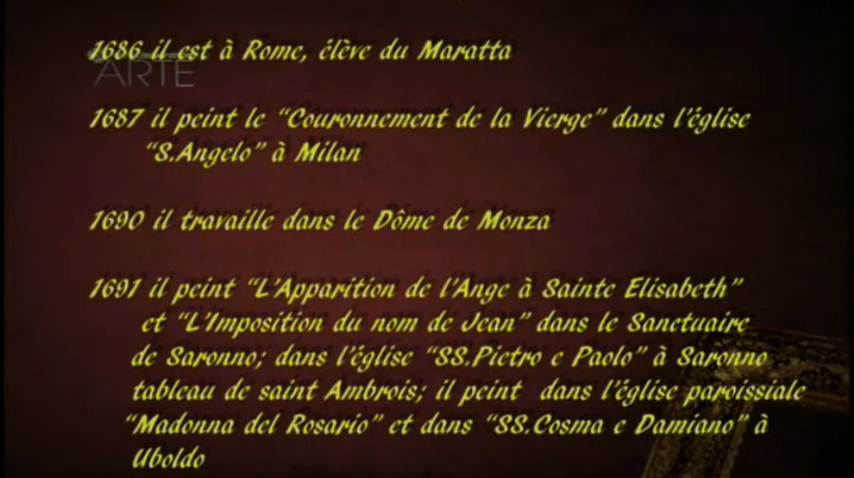 1686 il est à Rome, élève du Maratta
ARTE
1687 il peint le "Couronnement de la Vierge" dans l'église
"S.Angelo" à Milan
1690 il travaille dans le Dôme de Monza
1691 il peint "L'Apparition de l'Ange à Sainte Elisabeth"
et "L'Imposition du nom de Jean" dans le Sanctuaire
de Saronno; dans l'église "SS.Pietro e Paolo" à Saronno
tableau de saint Ambrois; il peint dans l'église paroissiale
"Madonna del Rosario" et dans "SS.Cosma e Damiano" à
Uboldo